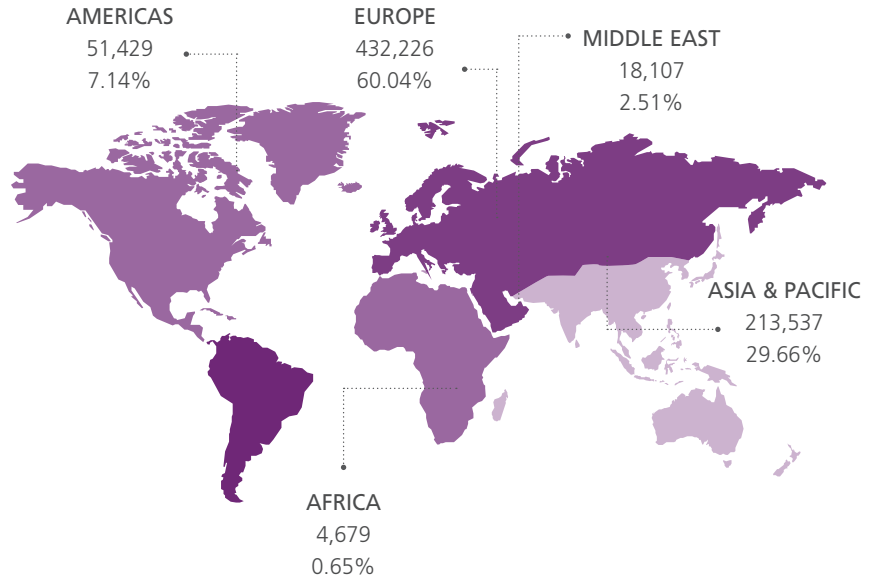 AMERICAS
51,429
7.14%
EUROPE
432,226
60.04%
MIDDLE EAST
18,107
2.51%
ASIA & PACIFIC
213,537
29.66%
AFRICA
4,679
0.65%